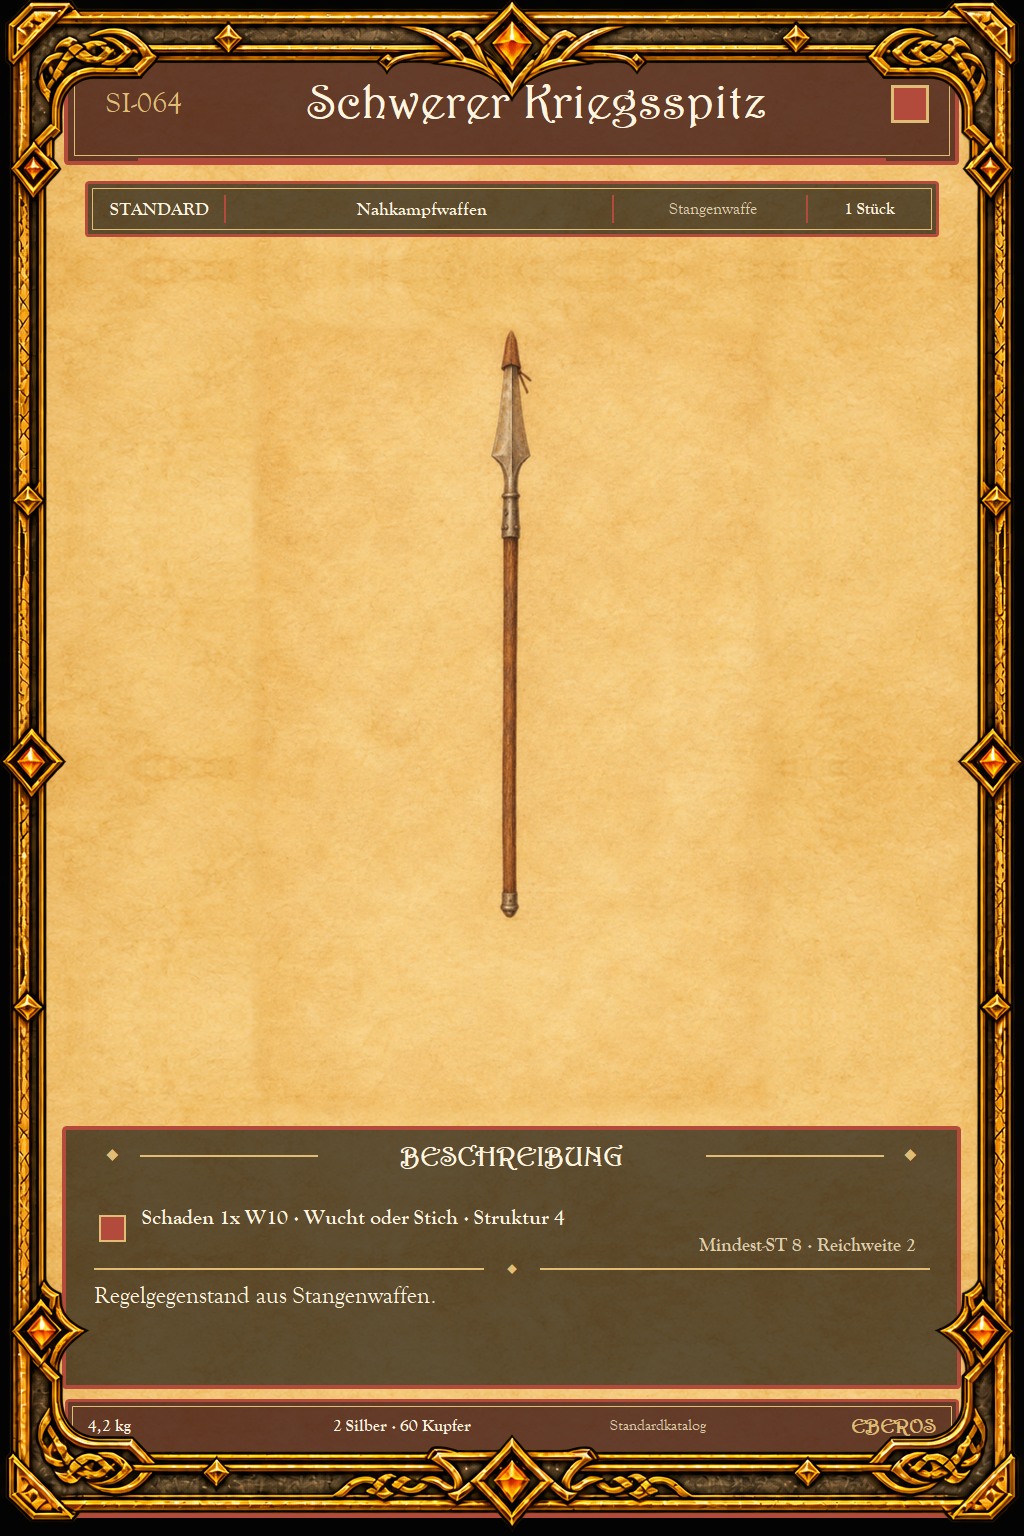 SI-064
Schwerer Kriegsspitz
STANDARD
Nahkampfwaffen
Stangenwaffe
1 Stück
BESCHREIBUNG
Schaden 1x W10 · Wucht oder Stich · Struktur 4
Mindest-ST 8 · Reichweite 2
Regelgegenstand aus Stangenwaffen.
4,2 kg
2 Silber · 60 Kupfer
Standardkatalog
EBEROS